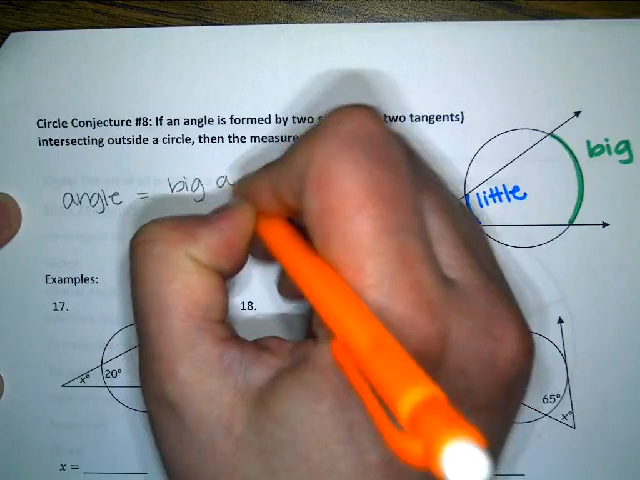 Circle Conjecture #8: If an angle is formed by two two tangents)
intersecting outside a circle, then the measure
big
little
angle = big a
Examples:
17.
18.
x°
20°
65°
x°
x =